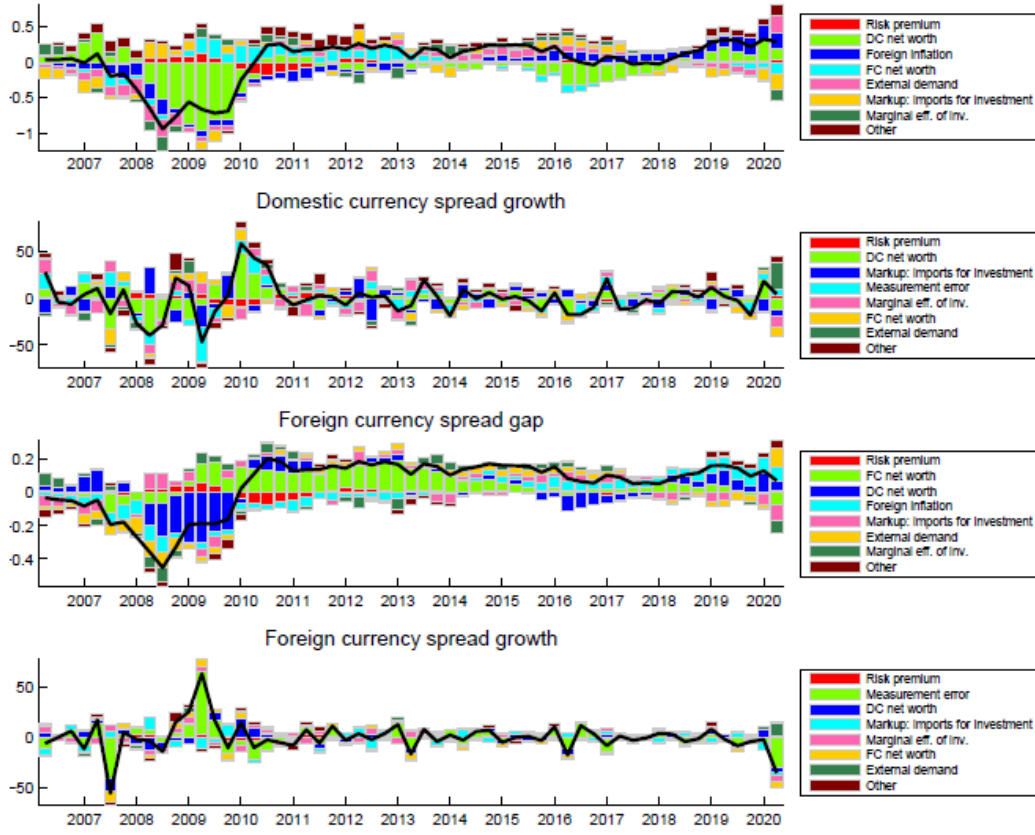 0.5
0
-0.5
-1
2007 2008 2009 2010 2011 2012 2013 2014 2015 2016 2017 2018 2019 2020
Risk premium
DC net worth
Foreign inflation
FC net worth
External demand
Markup: Imports for investment
Marginal eff. of inv.
Other
Domestic currency spread growth
50
0
-50
2007 2008 2009 2010 2011 2012 2013 2014 2015 2016 2017 2018 2019 2020
Risk premium
DC net worth
Markup: Imports for investment
Measurement error
Marginal eff. of inv.
FC net worth
External demand
Other
Foreign currency spread gap
0.2
0
-0.2
-0.4
2007 2008 2009 2010 2011 2012 2013 2014 2015 2016 2017 2018 2019 2020
Risk premium
FC net worth
DC net worth
Foreign inflation
Markup: Imports for investment
External demand
Marginal eff. of inv.
Other
Foreign currency spread growth
50
0
-50
2007 2008 2009 2010 2011 2012 2013 2014 2015 2016 2017 2018 2019 2020
Risk premium
Measurement error
DC net worth
Markup: Imports for investment
Marginal eff. of inv.
FC net worth
External demand
Other